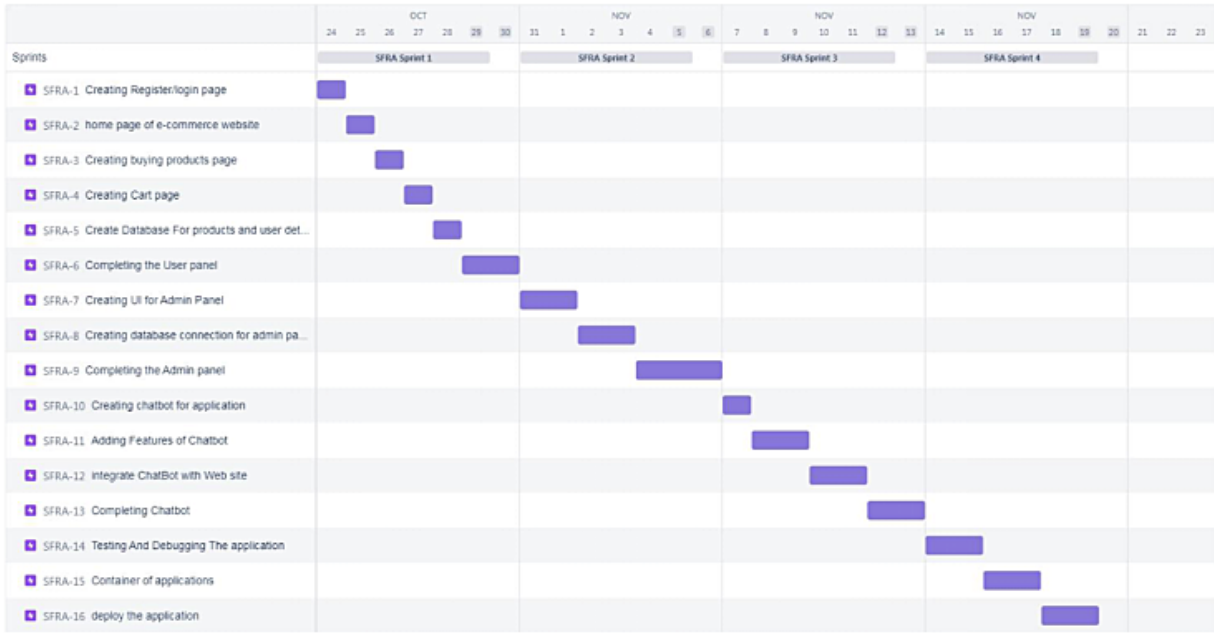 OCT NOV NOV NOV
24 25 26 27 28 29 30 31 1 2 3 4 5 6 7 8 9 10 11 12 13 14 15 16 17 18 19 20 21 22 23
Sprints SFRA Sprint 1 SFRA Sprint 2 SFRA Sprint 3 SFRA Sprint 4
SFRA-1 Creating Register/login page
SFRA-2 home page of e-commerce website
SFRA-3 Creating buying products page
SFRA-4 Creating Cart page
SFRA-5 Create Database For products and user det...
SFRA-6 Completing the User panel
SFRA-7 Creating UI for Admin Panel
SFRA-8 Creating database connection for admin pa...
SFRA-9 Completing the Admin panel
SFRA-10 Creating chatbot for application
SFRA-11 Adding Features of Chatbot
SFRA-12 integrate ChatBot with Web site
SFRA-13 Completing Chatbot
SFRA-14 Testing And Debugging The application
SFRA-15 Container of applications
SFRA-16 deploy the application